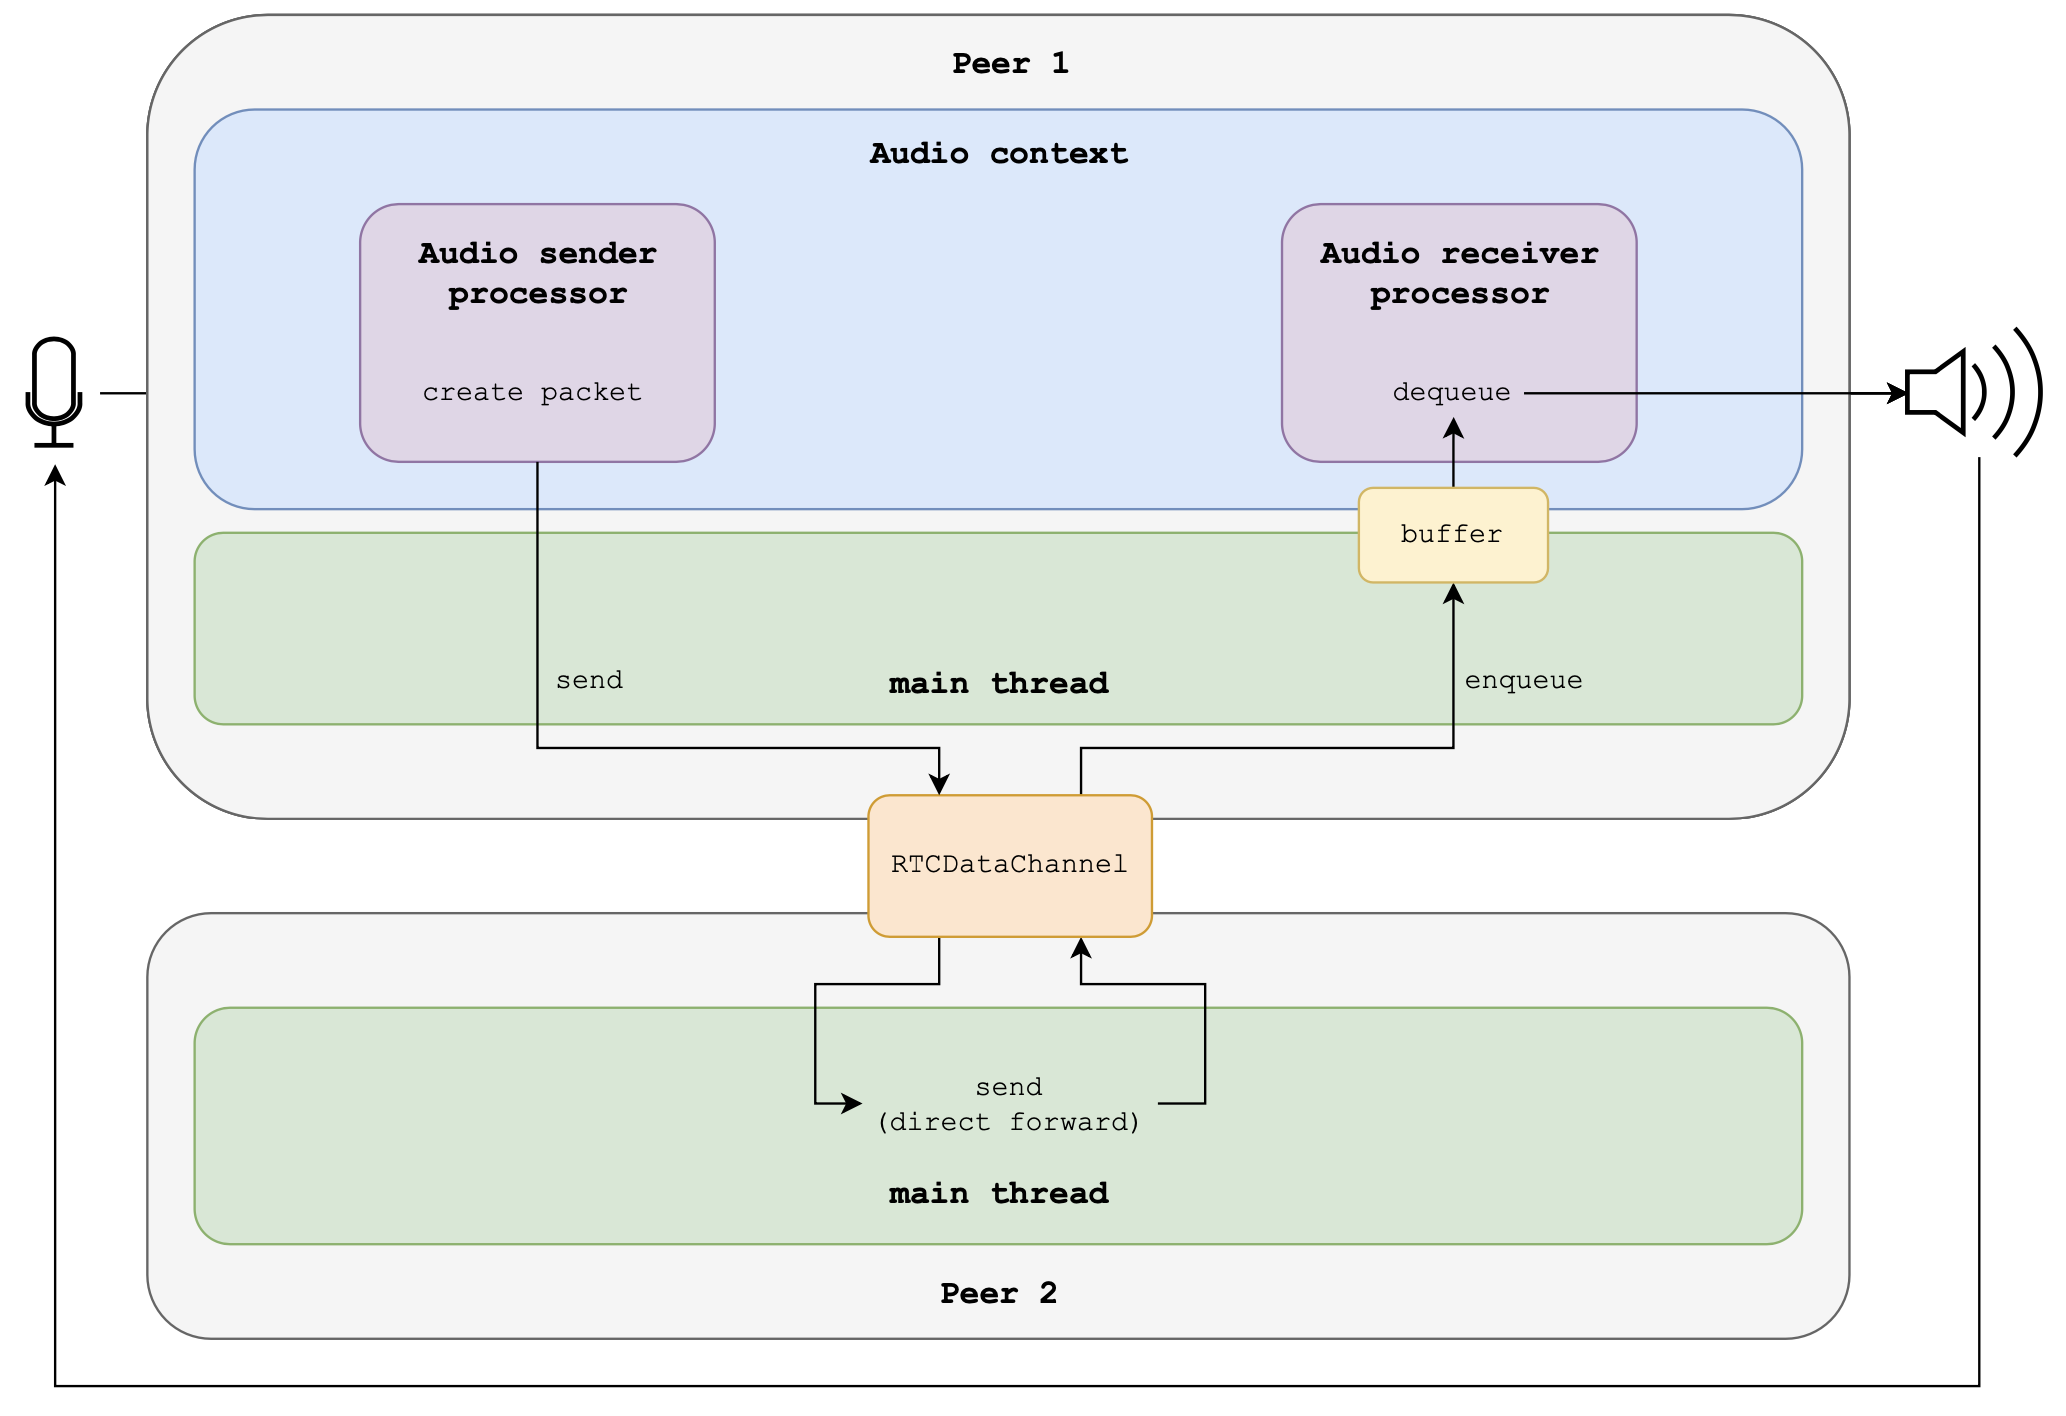 Peer 1
Audio context
Audio sender
processor
create packet
Audio receiver
processor
dequeue
buffer
send
main thread
enqueue
RTCDataChannel
send
(direct forward)
main thread
Peer 2